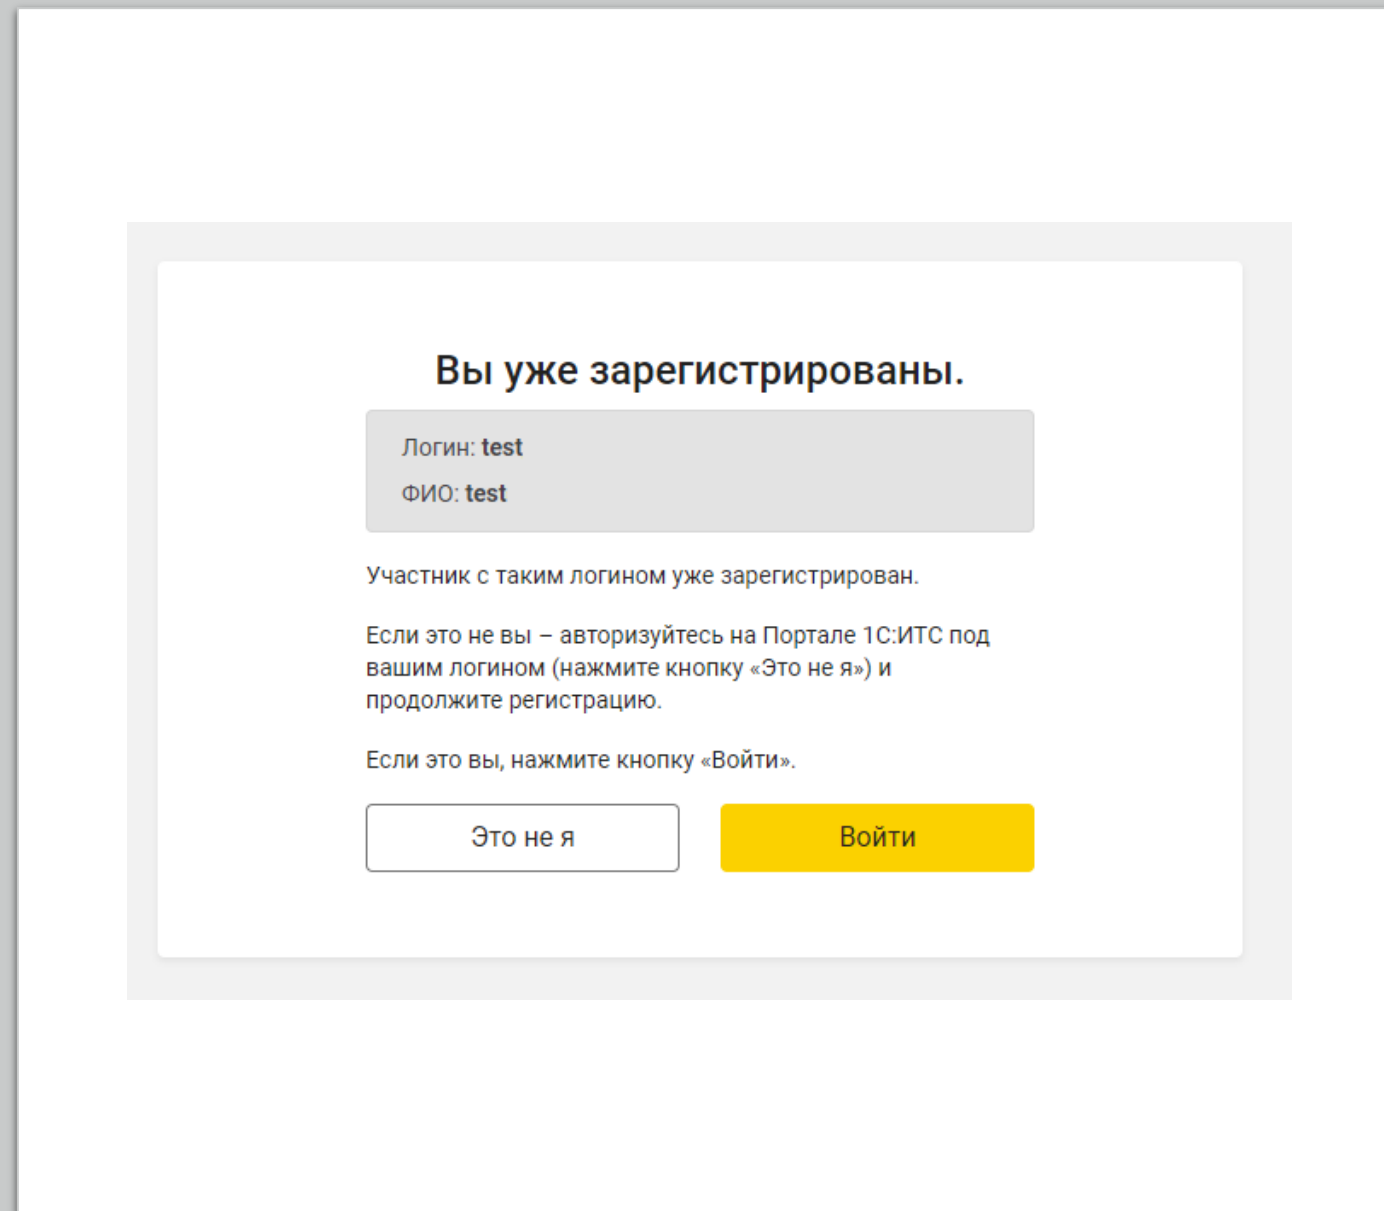 Вы уже зарегистрированы.
Логин: test
ФИО: test
Участник с таким логином уже зарегистрирован.
Если это не вы – авторизуйтесь на Портале 1С:ИТС под
вашим логином (нажмите кнопку «Это не я») и
продолжите регистрацию.
Если это вы, нажмите кнопку «Войти».
Это не я
Войти